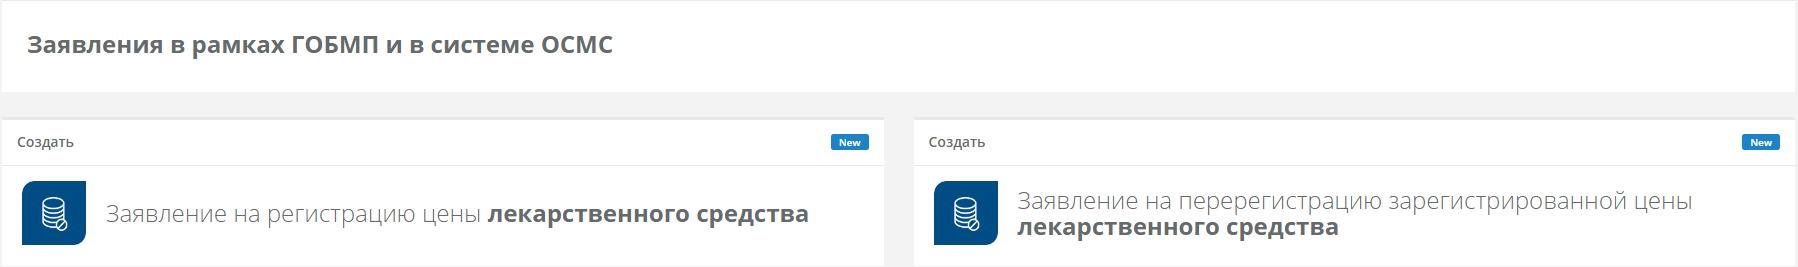 Заявления в рамках ГОБМП и в системе ОСМС
Создать
New
Заявление на регистрацию цены лекарственного средства
Создать
New
Заявление на перерегистрацию зарегистрированной цены
лекарственного средства